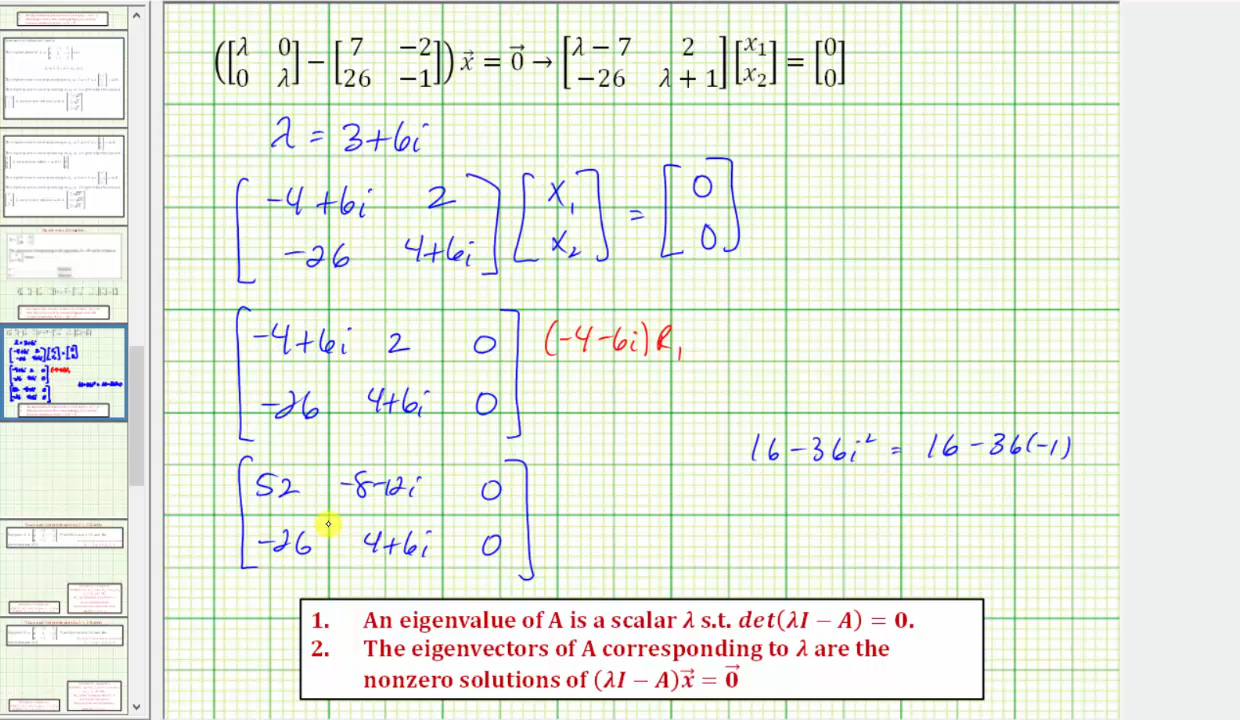 ([λ 0; 0 λ] − [7 −2; 26 −1]) x⃗ = 0⃗ → [λ − 7 2; −26 λ + 1] [x₁; x₂] = [0; 0]
λ = 3+6i
[-4+6i 2; -26 4+6i] [x₁; x₂] = [0; 0]
[-4+6i 2 0; -26 4+6i 0] (-4-6i)R₁
16-36i² = 16-36(-1)
[52 -8-12i 0; -26 4+6i 0]
1. An eigenvalue of A is a scalar λ s.t. det(λI − A) = 0.
2. The eigenvectors of A corresponding to λ are the
nonzero solutions of (λI − A)x⃗ = 0⃗